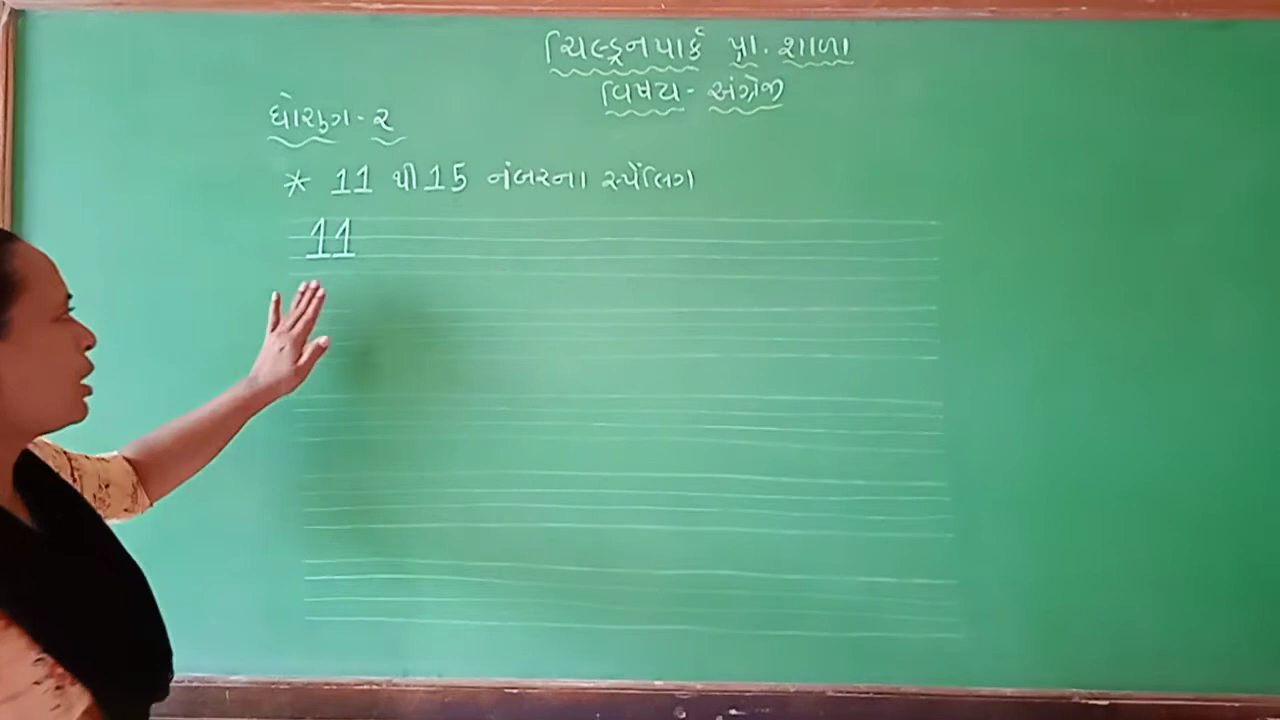 ચિલ્ડ્રનપાર્ક પ્રા. શાળા
વિષય - અંગ્રેજી
ધોરણ - ૨
* 11 થી 15 નંબરના સ્પેલિંગ
11